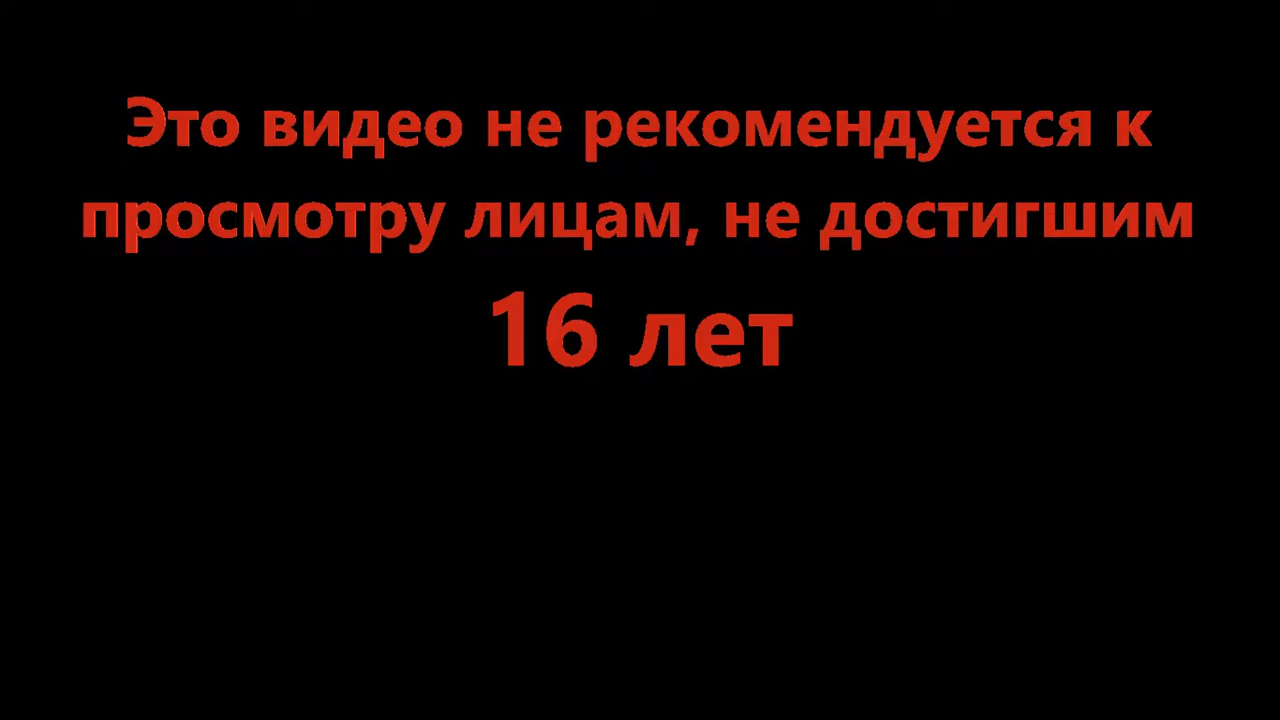 Это видео не рекомендуется к
просмотру лицам, не достигшим
16 лет